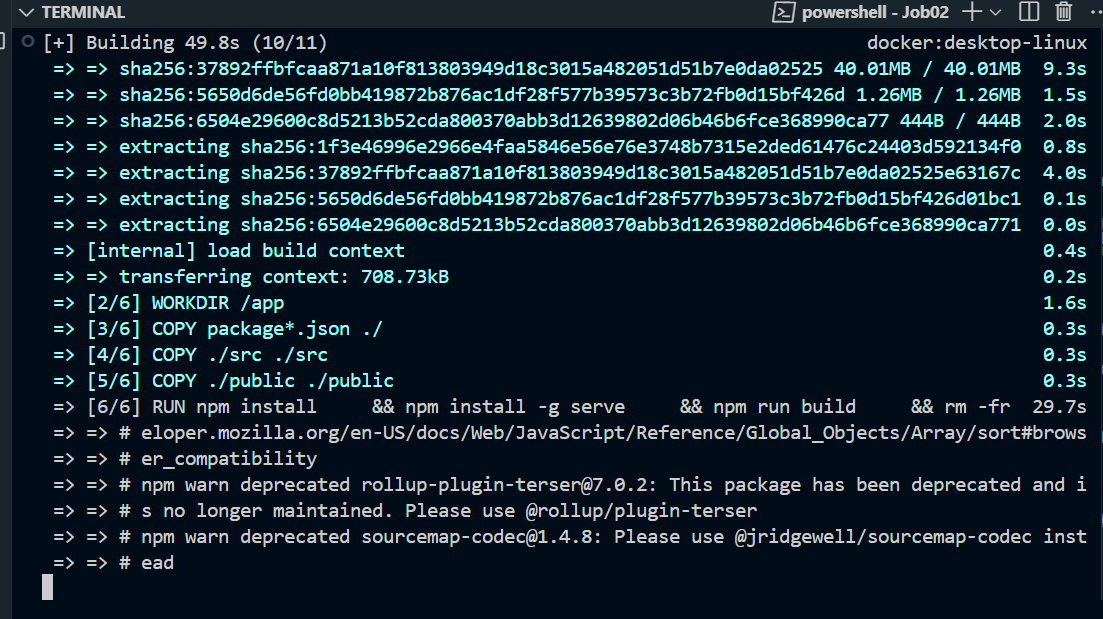 TERMINAL
powershell - Job02
[+] Building 49.8s (10/11) docker:desktop-linux
=> => sha256:37892ffbfcaa871a10f813803949d18c3015a482051d51b7e0da02525 40.01MB / 40.01MB 9.3s
=> => sha256:5650d6de56fd0bb419872b876ac1df28f577b39573c3b72fb0d15bf426d 1.26MB / 1.26MB 1.5s
=> => sha256:6504e29600c8d5213b52cda800370abb3d12639802d06b46b6fce368990ca77 444B / 444B 2.0s
=> => extracting sha256:1f3e46996e2966e4faa5846e56e76e3748b7315e2ded61476c24403d592134f0 0.8s
=> => extracting sha256:37892ffbfcaa871a10f813803949d18c3015a482051d51b7e0da02525e63167c 4.0s
=> => extracting sha256:5650d6de56fd0bb419872b876ac1df28f577b39573c3b72fb0d15bf426d01bc1 0.1s
=> => extracting sha256:6504e29600c8d5213b52cda800370abb3d12639802d06b46b6fce368990ca771 0.0s
=> [internal] load build context 0.4s
=> => transferring context: 708.73kB 0.2s
=> [2/6] WORKDIR /app 1.6s
=> [3/6] COPY package*.json ./ 0.3s
=> [4/6] COPY ./src ./src 0.3s
=> [5/6] COPY ./public ./public 0.3s
=> [6/6] RUN npm install     && npm install -g serve     && npm run build     && rm -fr 29.7s
=> => # eloper.mozilla.org/en-US/docs/Web/JavaScript/Reference/Global_Objects/Array/sort#brows
=> => # er_compatibility
=> => # npm warn deprecated rollup-plugin-terser@7.0.2: This package has been deprecated and i
=> => # s no longer maintained. Please use @rollup/plugin-terser
=> => # npm warn deprecated sourcemap-codec@1.4.8: Please use @jridgewell/sourcemap-codec inst
=> => # ead